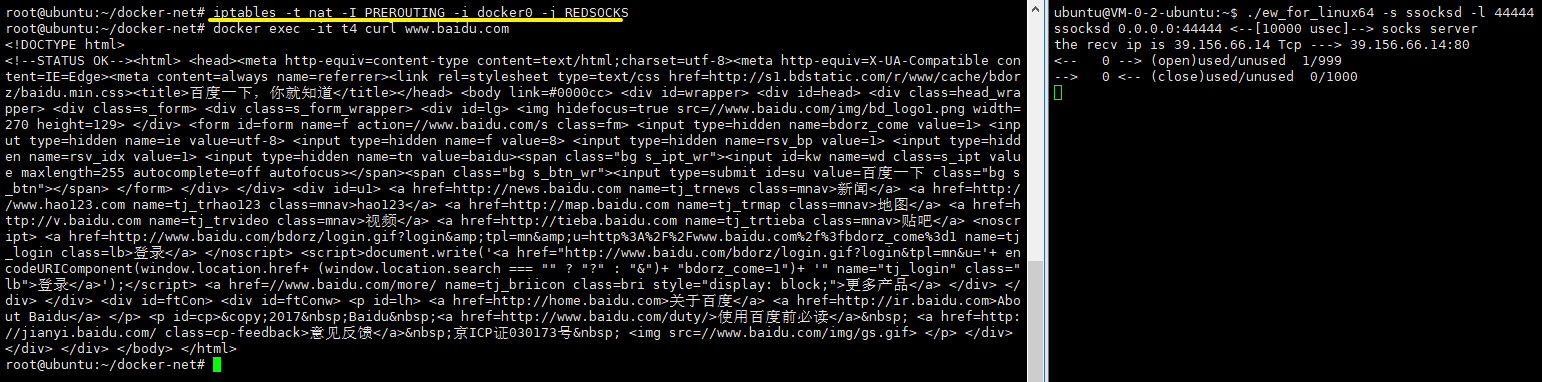 root@ubuntu:~/docker-net# iptables -t nat -I PREROUTING -i docker0 -j REDSOCKS
root@ubuntu:~/docker-net# docker exec -it t4 curl www.baidu.com
<!DOCTYPE html>
<!--STATUS OK--><html> <head><meta http-equiv=content-type content=text/html;charset=utf-8><meta http-equiv=X-UA-Compatible con
tent=IE=Edge><meta content=always name=referrer><link rel=stylesheet type=text/css href=http://s1.bdstatic.com/r/www/cache/bdor
z/baidu.min.css><title>百度一下，你就知道</title></head> <body link=#0000cc> <div id=wrapper> <div id=head> <div class=head_wra
pper> <div class=s_form> <div class=s_form_wrapper> <div id=lg> <img hidefocus=true src=//www.baidu.com/img/bd_logo1.png width=
270 height=129> </div> <form id=form name=f action=//www.baidu.com/s class=fm> <input type=hidden name=bdorz_come value=1> <inp
ut type=hidden name=ie value=utf-8> <input type=hidden name=f value=8> <input type=hidden name=rsv_bp value=1> <input type=hidd
en name=rsv_idx value=1> <input type=hidden name=tn value=baidu><span class="bg s_ipt_wr"><input id=kw name=wd class=s_ipt valu
e maxlength=255 autocomplete=off autofocus></span><span class="bg s_btn_wr"><input type=submit id=su value=百度一下 class="bg s
_btn"></span> </form> </div> </div> <div id=u1> <a href=http://news.baidu.com name=tj_trnews class=mnav>新闻</a> <a href=http:/
/www.hao123.com name=tj_trhao123 class=mnav>hao123</a> <a href=http://map.baidu.com name=tj_trmap class=mnav>地图</a> <a href=h
ttp://v.baidu.com name=tj_trvideo class=mnav>视频</a> <a href=http://tieba.baidu.com name=tj_trtieba class=mnav>贴吧</a> <noscr
ipt> <a href=http://www.baidu.com/bdorz/login.gif?login&amp;tpl=mn&amp;u=http%3A%2F%2Fwww.baidu.com%2f%3fbdorz_come%3d1 name=tj
_login class=lb>登录</a> </noscript> <script>document.write('<a href="http://www.baidu.com/bdorz/login.gif?login&tpl=mn&u='+ en
codeURIComponent(window.location.href+ (window.location.search === "" ? "?" : "&")+ "bdorz_come=1")+ '" name="tj_login" class="
lb">登录</a>');</script> <a href=//www.baidu.com/more/ name=tj_briicon class=bri style="display: block;">更多产品</a> </div> </
div> </div> <div id=ftCon> <div id=ftConw> <p id=lh> <a href=http://home.baidu.com>关于百度</a> <a href=http://ir.baidu.com>Abo
ut Baidu</a> </p> <p id=cp>&copy;2017&nbsp;Baidu&nbsp;<a href=http://www.baidu.com/duty/>使用百度前必读</a>&nbsp; <a href=http:
//jianyi.baidu.com/ class=cp-feedback>意见反馈</a>&nbsp;京ICP证030173号&nbsp; <img src=//www.baidu.com/img/gs.gif> </p> </div>
</div> </div> </body> </html>
root@ubuntu:~/docker-net#
ubuntu@VM-0-2-ubuntu:~$ ./ew_for_linux64 -s ssocksd -l 44444
ssocksd 0.0.0.0:44444 <--[10000 usec]--> socks server
the recv ip is 39.156.66.14 Tcp ---> 39.156.66.14:80
<--   0 --> (open)used/unused  1/999
-->   0 <-- (close)used/unused  0/1000